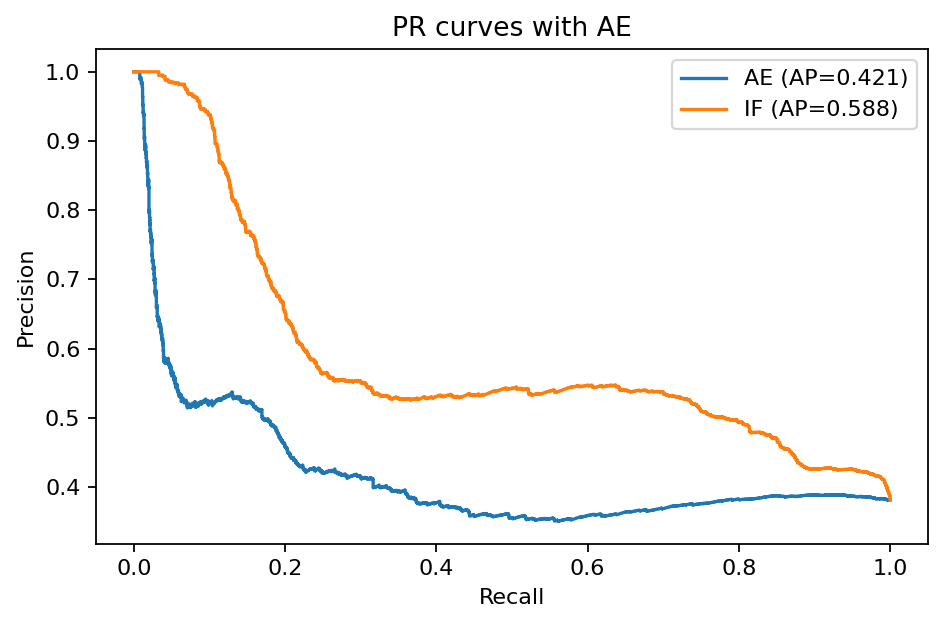 PR curves with AE
AE (AP=0.421)
IF (AP=0.588)
Precision
1.0
0.9
0.8
0.7
0.6
0.5
0.4
0.0 0.2 0.4 0.6 0.8 1.0
Recall